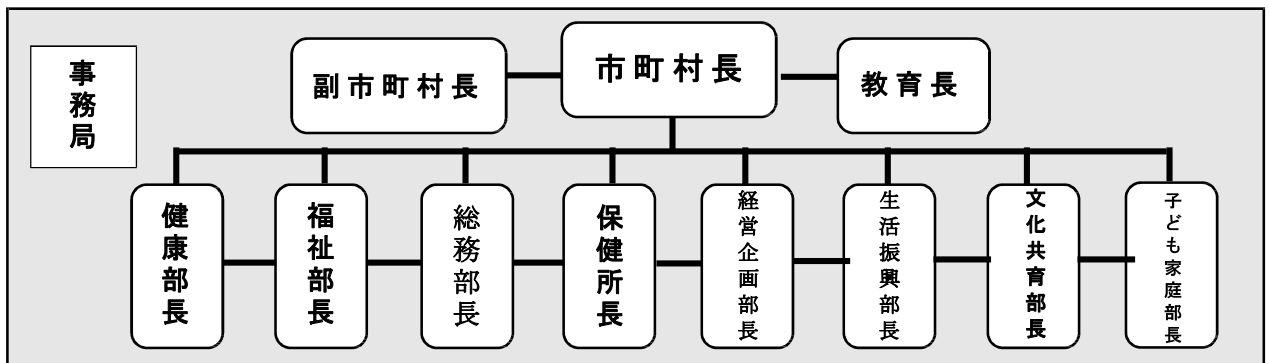 事務局
副市町村長
市町村長
教育長
健康部長
福祉部長
総務部長
保健所長
経営企画部長
生活振興部長
文化共育部長
子ども家庭部長